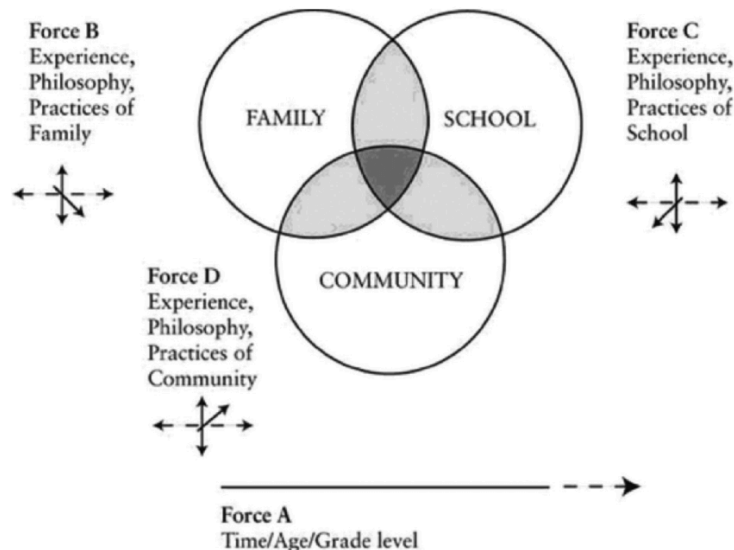 Force B
Experience,
Philosophy,
Practices of
Family
FAMILY
SCHOOL
Force C
Experience,
Philosophy,
Practices of
School
COMMUNITY
Force D
Experience,
Philosophy,
Practices of
Community
Force A
Time/Age/Grade level